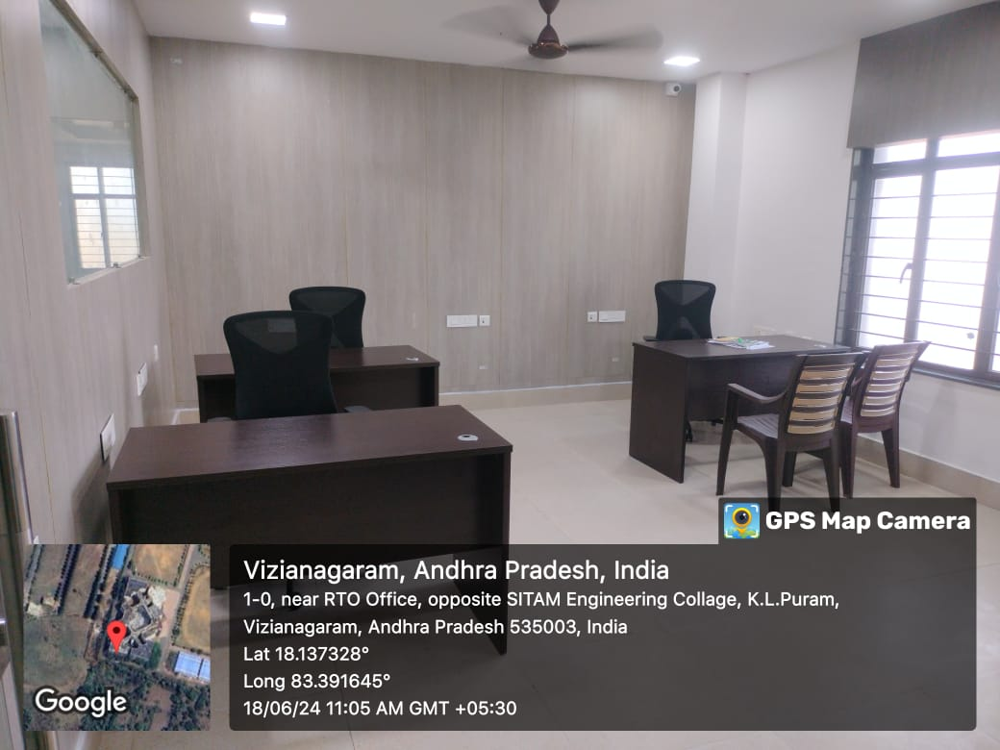 GPS Map Camera
Vizianagaram, Andhra Pradesh, India
1-0, near RTO Office, opposite SITAM Engineering Collage, K.L.Puram,
Vizianagaram, Andhra Pradesh 535003, India
Lat 18.137328°
Long 83.391645°
18/06/24 11:05 AM GMT +05:30
Google